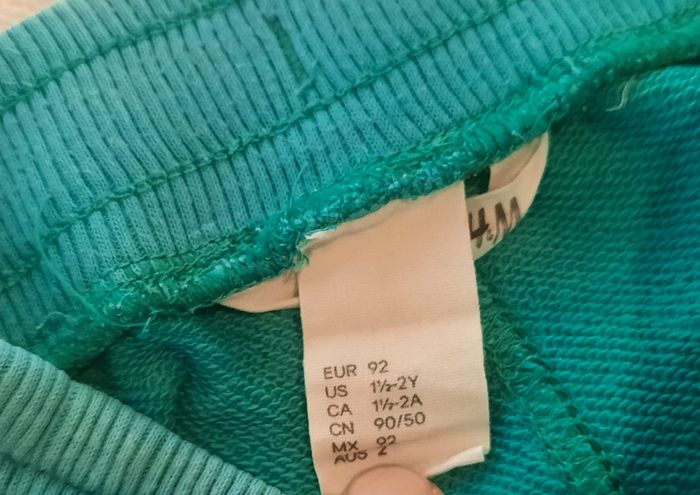 &M
EUR 92
US 1½-2Y
CA 1½-2A
CN 90/50
MX 92
AUS 2